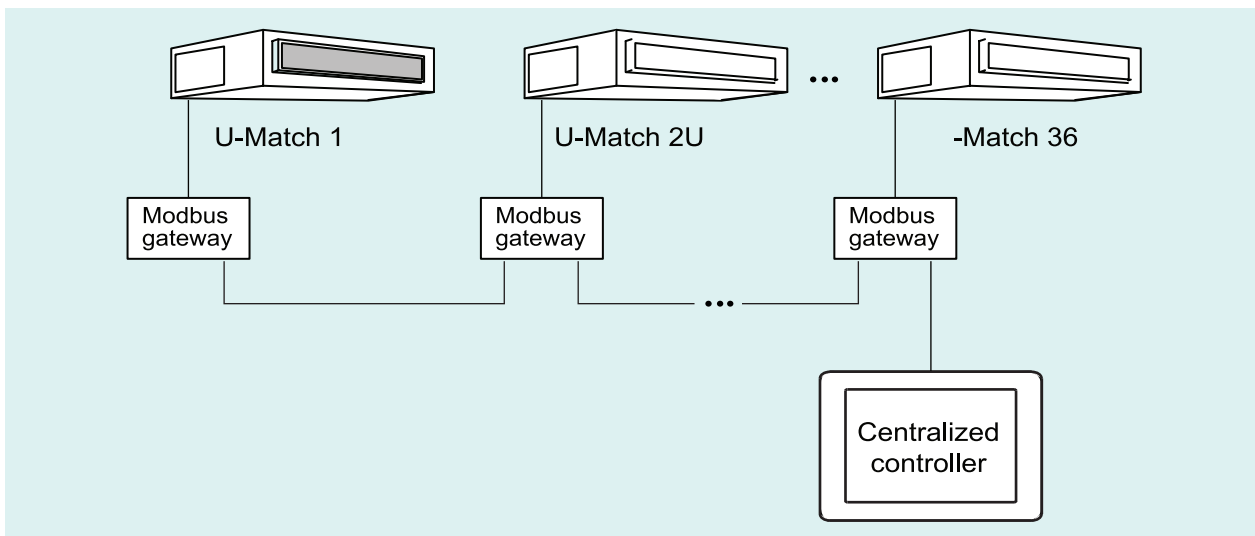 U-Match 1
U-Match 2U
-Match 36
Modbus
gateway
Modbus
gateway
Modbus
gateway
Centralized
controller